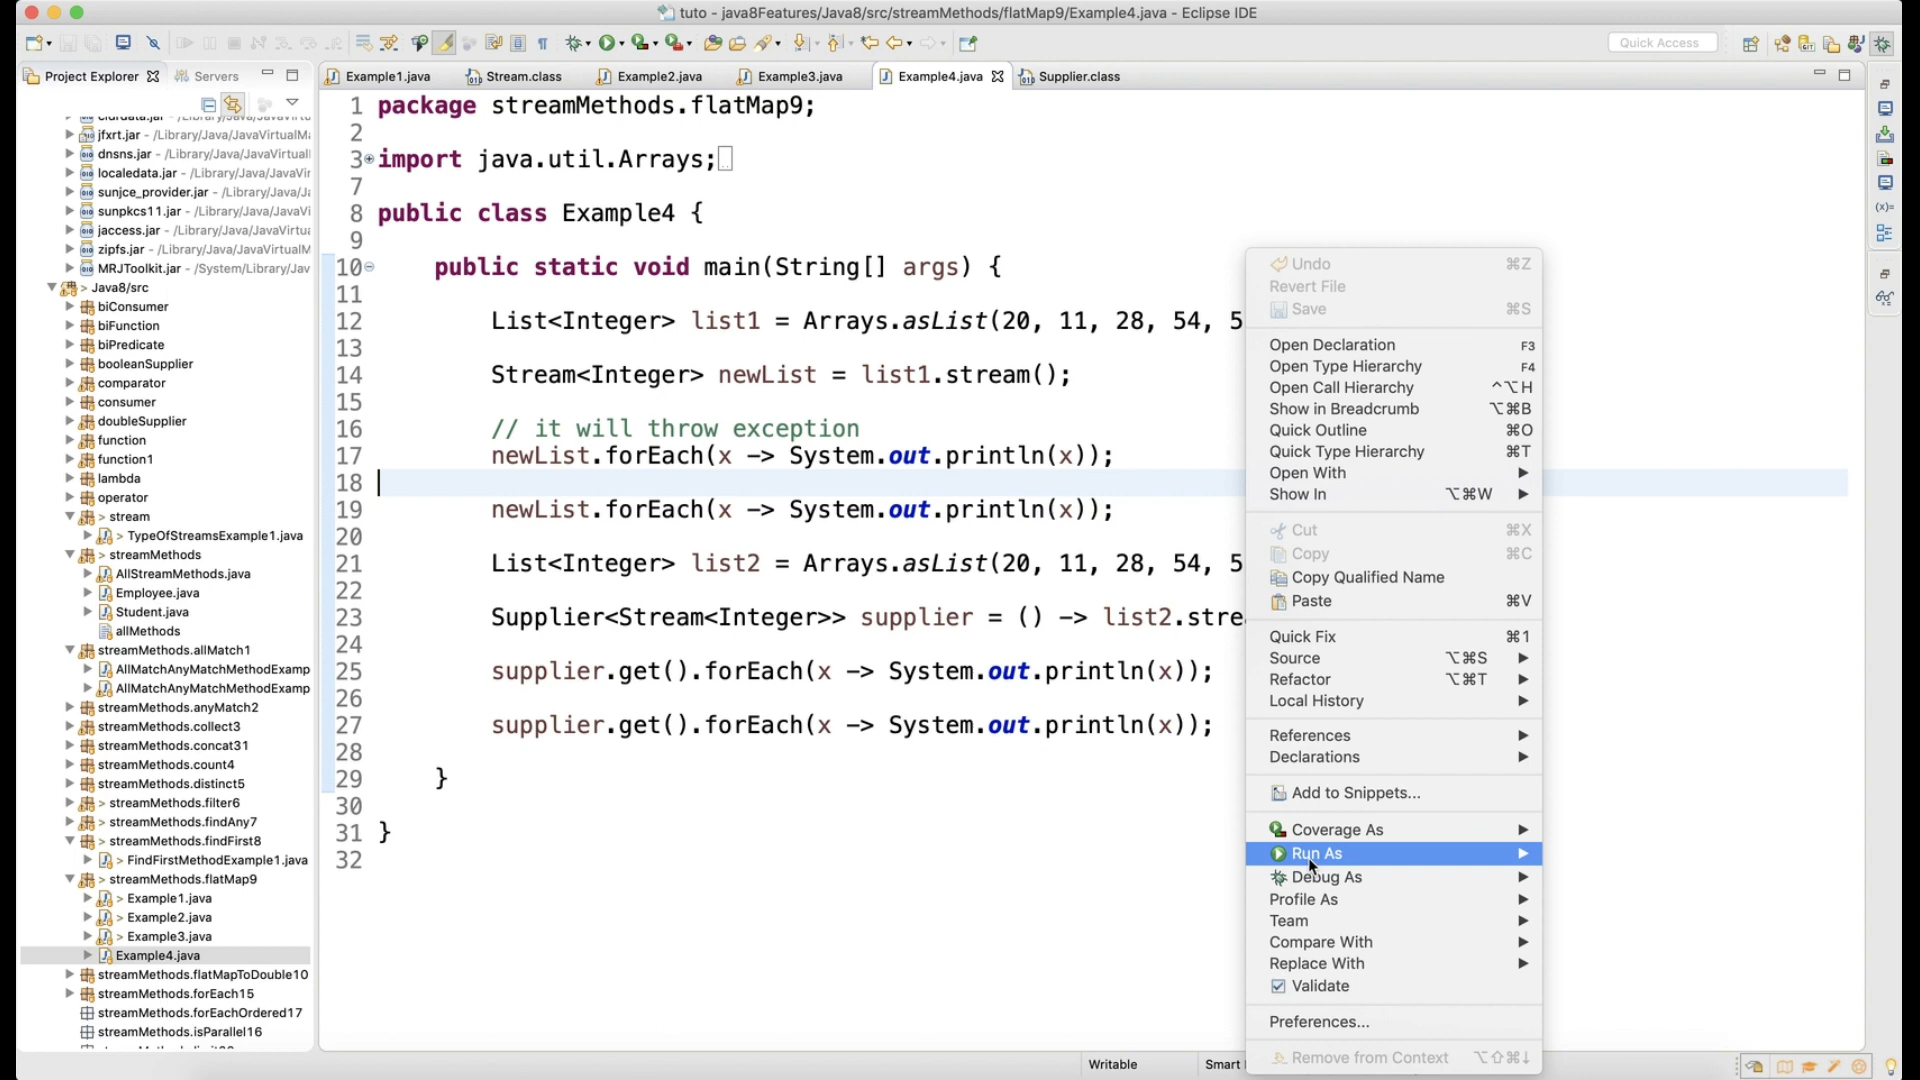 tuto - java8Features/Java8/src/streamMethods/flatMap9/Example4.java - Eclipse IDE
Quick Access
Project Explorer
Servers
Example1.java
Stream.class
Example2.java
Example3.java
Example4.java
Supplier.class
jfxrt.jar - /Library/Java/JavaVirtualMa
dnsns.jar - /Library/Java/JavaVirtual
localedata.jar - /Library/Java/JavaVir
sunjce_provider.jar - /Library/Java/Ja
sunpkcs11.jar - /Library/Java/JavaVi
jaccess.jar - /Library/Java/JavaVirtua
zipfs.jar - /Library/Java/JavaVirtualM
MRJToolkit.jar - /System/Library/Jav
> Java8/src
biConsumer
biFunction
biPredicate
booleanSupplier
comparator
consumer
doubleSupplier
function
function1
lambda
operator
> stream
> TypeOfStreamsExample1.java
> streamMethods
AllStreamMethods.java
Employee.java
Student.java
allMethods
streamMethods.allMatch1
AllMatchAnyMatchMethodExamp
AllMatchAnyMatchMethodExamp
streamMethods.anyMatch2
streamMethods.collect3
streamMethods.concat31
streamMethods.count4
streamMethods.distinct5
> streamMethods.filter6
> streamMethods.findAny7
> streamMethods.findFirst8
> FindFirstMethodExample1.java
> streamMethods.flatMap9
> Example1.java
> Example2.java
> Example3.java
Example4.java
streamMethods.flatMapToDouble10
streamMethods.forEach15
streamMethods.forEachOrdered17
streamMethods.isParallel16
1 package streamMethods.flatMap9;
2
3 import java.util.Arrays;
7
8 public class Example4 {
9
10 public static void main(String[] args) {
11
12 List<Integer> list1 = Arrays.asList(20, 11, 28, 54, 5
13
14 Stream<Integer> newList = list1.stream();
15
16 // it will throw exception
17 newList.forEach(x -> System.out.println(x));
18
19 newList.forEach(x -> System.out.println(x));
20
21 List<Integer> list2 = Arrays.asList(20, 11, 28, 54, 5
22
23 Supplier<Stream<Integer>> supplier = () -> list2.stre
24
25 supplier.get().forEach(x -> System.out.println(x));
26
27 supplier.get().forEach(x -> System.out.println(x));
28
29 }
30
31 }
32
Undo ⌘Z
Revert File
Save ⌘S
Open Declaration F3
Open Type Hierarchy F4
Open Call Hierarchy ^⌥H
Show in Breadcrumb ⌥⌘B
Quick Outline ⌘O
Quick Type Hierarchy ⌘T
Open With
Show In ⌥⌘W
Cut ⌘X
Copy ⌘C
Copy Qualified Name
Paste ⌘V
Quick Fix ⌘1
Source ⌥⌘S
Refactor ⌥⌘T
Local History
References
Declarations
Add to Snippets...
Coverage As
Run As
Debug As
Profile As
Team
Compare With
Replace With
Validate
Preferences...
Remove from Context ⌥⇧⌘↓
(x)=
Writable
Smart